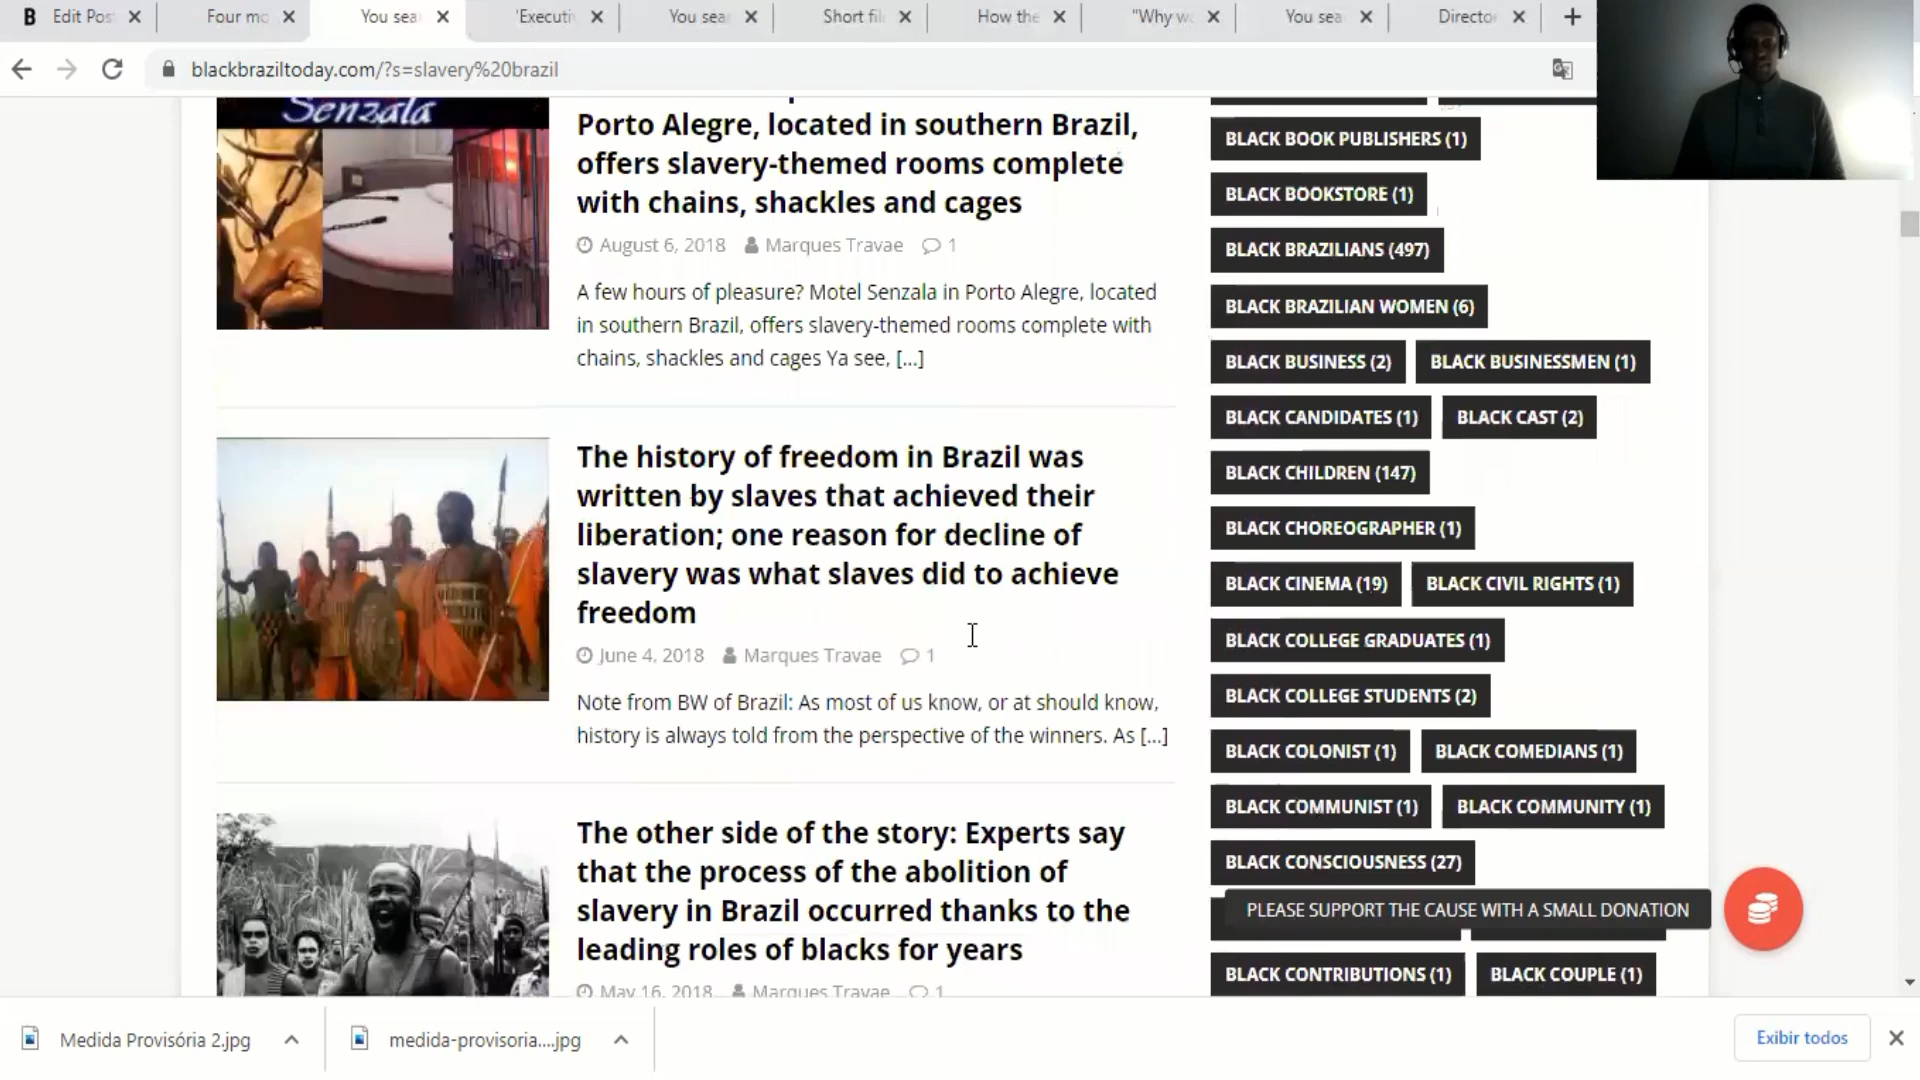 B Edit Pos
Four mo
You sea
'Executi
You sea
Short fil
How the
"Why w
You sea
Director
blackbraziltoday.com/?s=slavery%20brazil
Senzala
Porto Alegre, located in southern Brazil,
offers slavery-themed rooms complete
with chains, shackles and cages
August 6, 2018 Marques Travae 1
A few hours of pleasure? Motel Senzala in Porto Alegre, located
in southern Brazil, offers slavery-themed rooms complete with
chains, shackles and cages Ya see, [...]
The history of freedom in Brazil was
written by slaves that achieved their
liberation; one reason for decline of
slavery was what slaves did to achieve
freedom
June 4, 2018 Marques Travae 1
Note from BW of Brazil: As most of us know, or at should know,
history is always told from the perspective of the winners. As [...]
The other side of the story: Experts say
that the process of the abolition of
slavery in Brazil occurred thanks to the
leading roles of blacks for years
May 16, 2018 Marques Travae 1
BLACK BOOK PUBLISHERS (1)
BLACK BOOKSTORE (1)
BLACK BRAZILIANS (497)
BLACK BRAZILIAN WOMEN (6)
BLACK BUSINESS (2) BLACK BUSINESSMEN (1)
BLACK CANDIDATES (1) BLACK CAST (2)
BLACK CHILDREN (147)
BLACK CHOREOGRAPHER (1)
BLACK CINEMA (19) BLACK CIVIL RIGHTS (1)
BLACK COLLEGE GRADUATES (1)
BLACK COLLEGE STUDENTS (2)
BLACK COLONIST (1) BLACK COMEDIANS (1)
BLACK COMMUNIST (1) BLACK COMMUNITY (1)
BLACK CONSCIOUSNESS (27)
PLEASE SUPPORT THE CAUSE WITH A SMALL DONATION
BLACK CONTRIBUTIONS (1) BLACK COUPLE (1)
Medida Provisória 2.jpg
medida-provisoria....jpg
Exibir todos